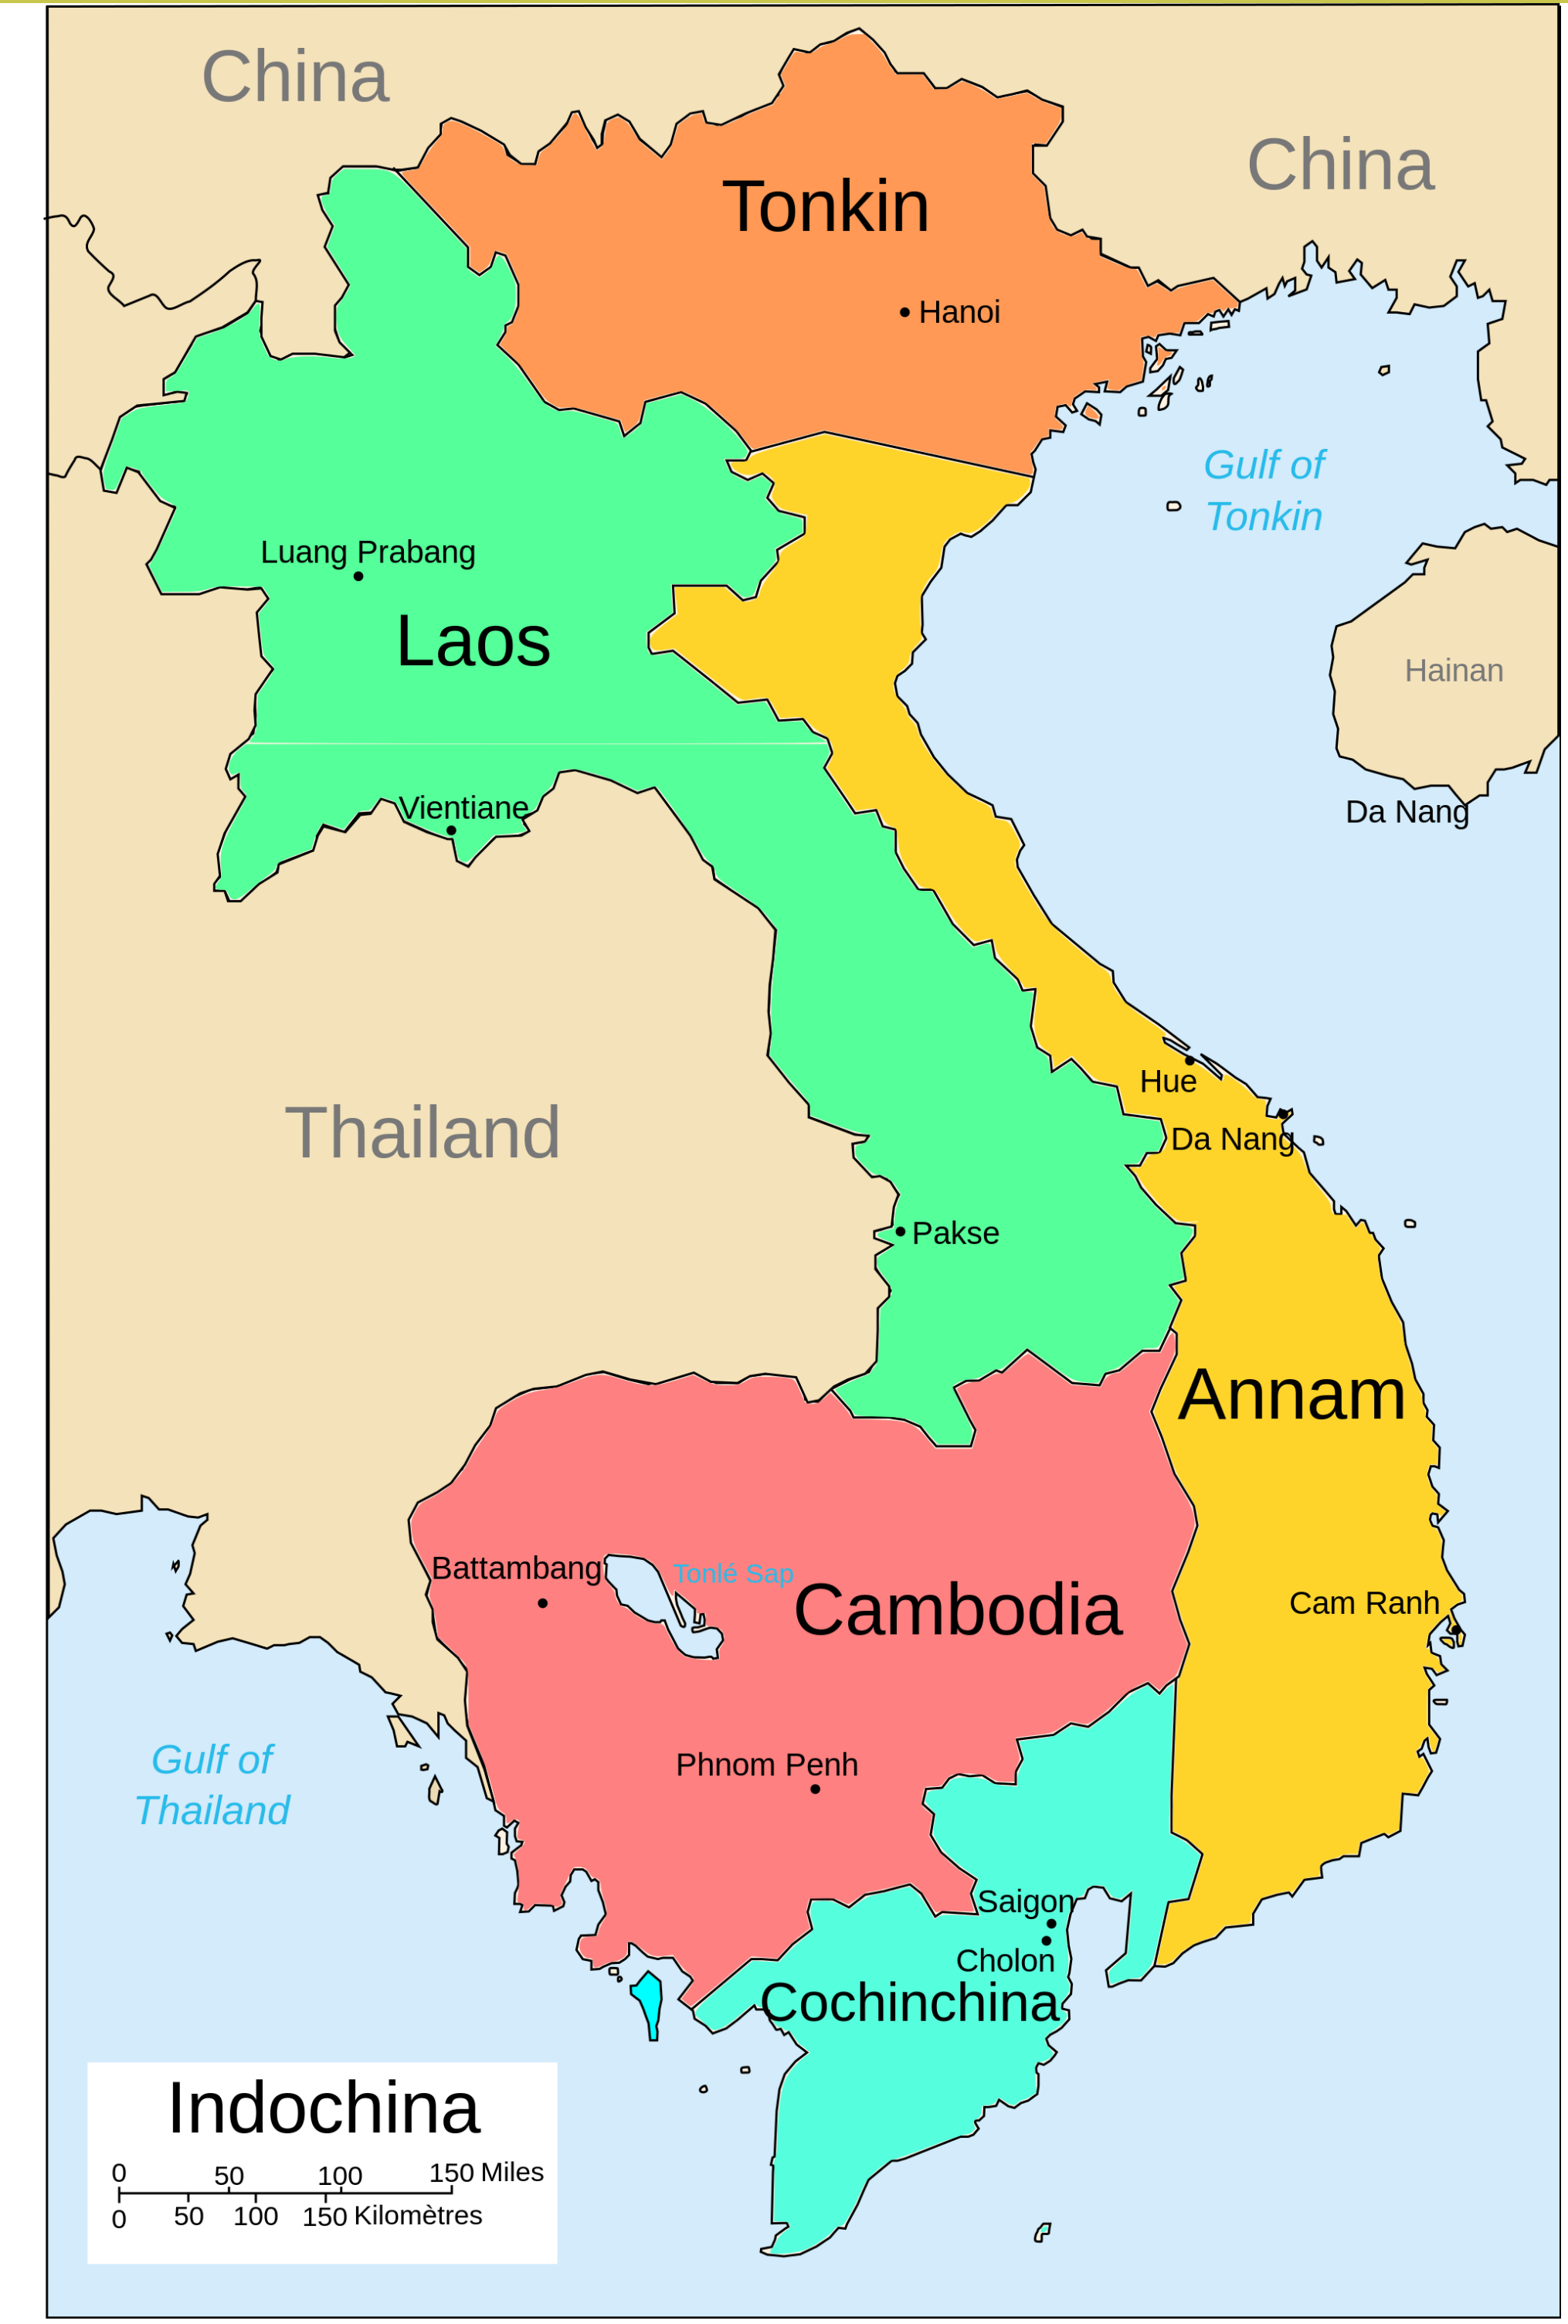 China
China
Tonkin
Hanoi
Gulf of
Tonkin
Luang Prabang
Laos
Hainan
Vientiane
Da Nang
Hue
Thailand
Da Nang
Pakse
Annam
Battambang
Tonlé Sap
Cambodia
Cam Ranh
Gulf of
Thailand
Phnom Penh
Saigon
Cholon
Cochinchina
Indochina
0 50 100 150 Miles
0 50 100 150 Kilomètres